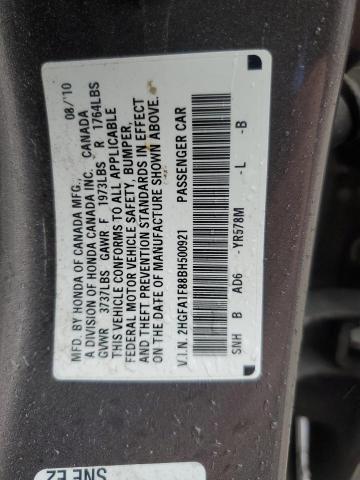 MFD. BY HONDA OF CANADA MFG., 08/'10
A DIVISION OF HONDA CANADA INC. CANADA
GVWR 3737LBS GAWR F 1973LBS R 1764LBS
THIS VEHICLE CONFORMS TO ALL APPLICABLE
FEDERAL MOTOR VEHICLE SAFETY, BUMPER,
AND THEFT PREVENTION STANDARDS IN EFFECT
ON THE DATE OF MANUFACTURE SHOWN ABOVE.
V.I.N. 2HGFA1F88BH500921 PASSENGER CAR
SNH B AD6 -YR578M -L -B
SNE E2